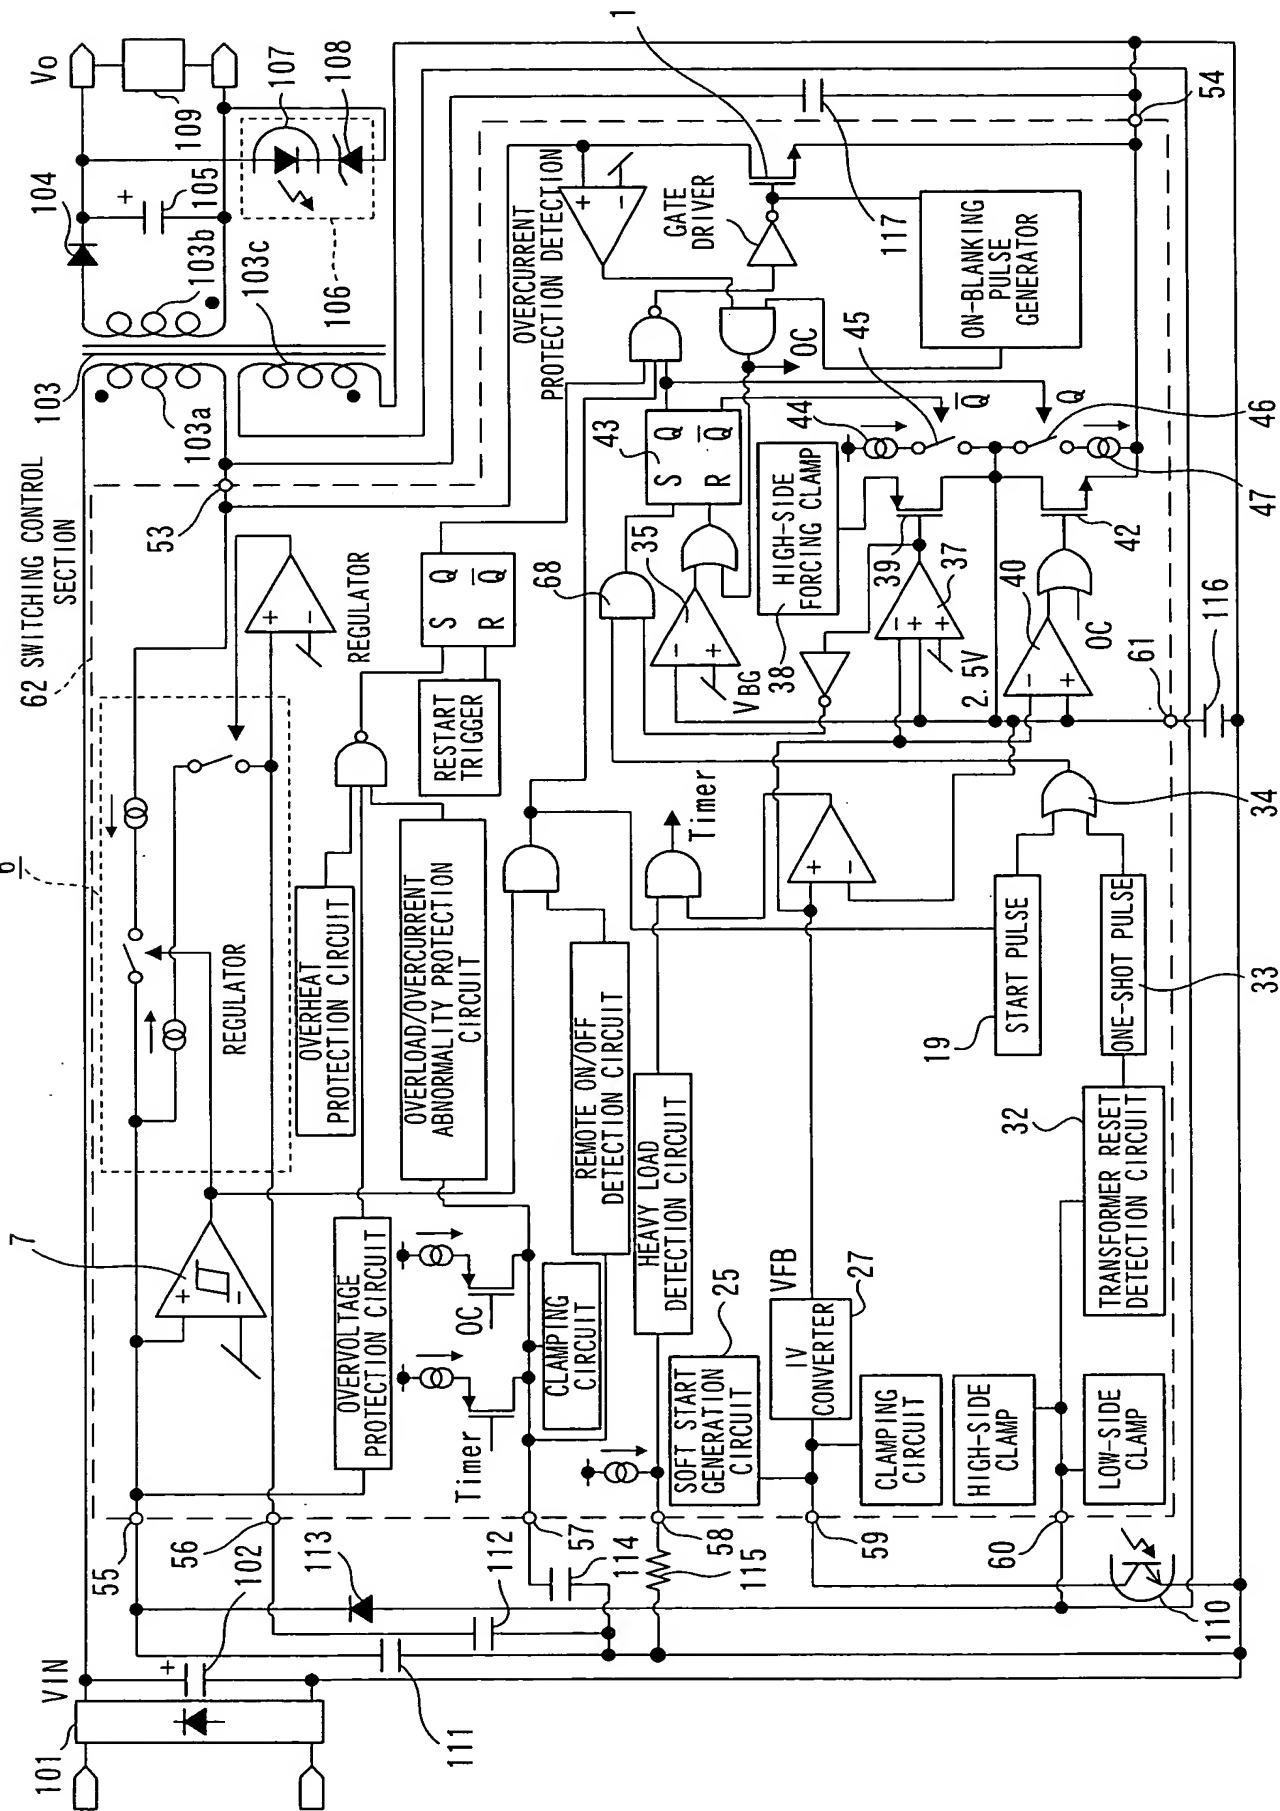 62 SWITCHING CONTROL
SECTION
6
7
101
VIN
102
111
55
56
113
112
57
114
58
115
59
60
110
103
103a
103b
103c
104
105
Vo
109
106
107
108
53
54
REGULATOR
REGULATOR
OVERHEAT
PROTECTION CIRCUIT
OVERVOLTAGE
PROTECTION CIRCUIT
OVERLOAD/OVERCURRENT
ABNORMALITY PROTECTION
CIRCUIT
RESTART
TRIGGER
S Q
R Q̅
Timer
OC
CLAMPING
CIRCUIT
REMOTE ON/OFF
DETECTION CIRCUIT
HEAVY LOAD
DETECTION CIRCUIT
Timer
SOFT START
GENERATION
CIRCUIT
25
IV
CONVERTER
27
VFB
CLAMPING
CIRCUIT
HIGH-SIDE
CLAMP
LOW-SIDE
CLAMP
TRANSFORMER RESET
DETECTION CIRCUIT
32
START PULSE
19
ONE-SHOT PULSE
33
34
OVERCURRENT
PROTECTION DETECTION
GATE
DRIVER
1
117
ON-BLANKING
PULSE
GENERATOR
OC
43
S Q
R Q̅
68
35
VBG
HIGH-SIDE
FORCING CLAMP
38
44
45
Q̅
Q
46
47
39
37
2. 5V
40
42
OC
61
116
+
-
+
-
+
-
+
-
+
-
+
-
+
-
+
+